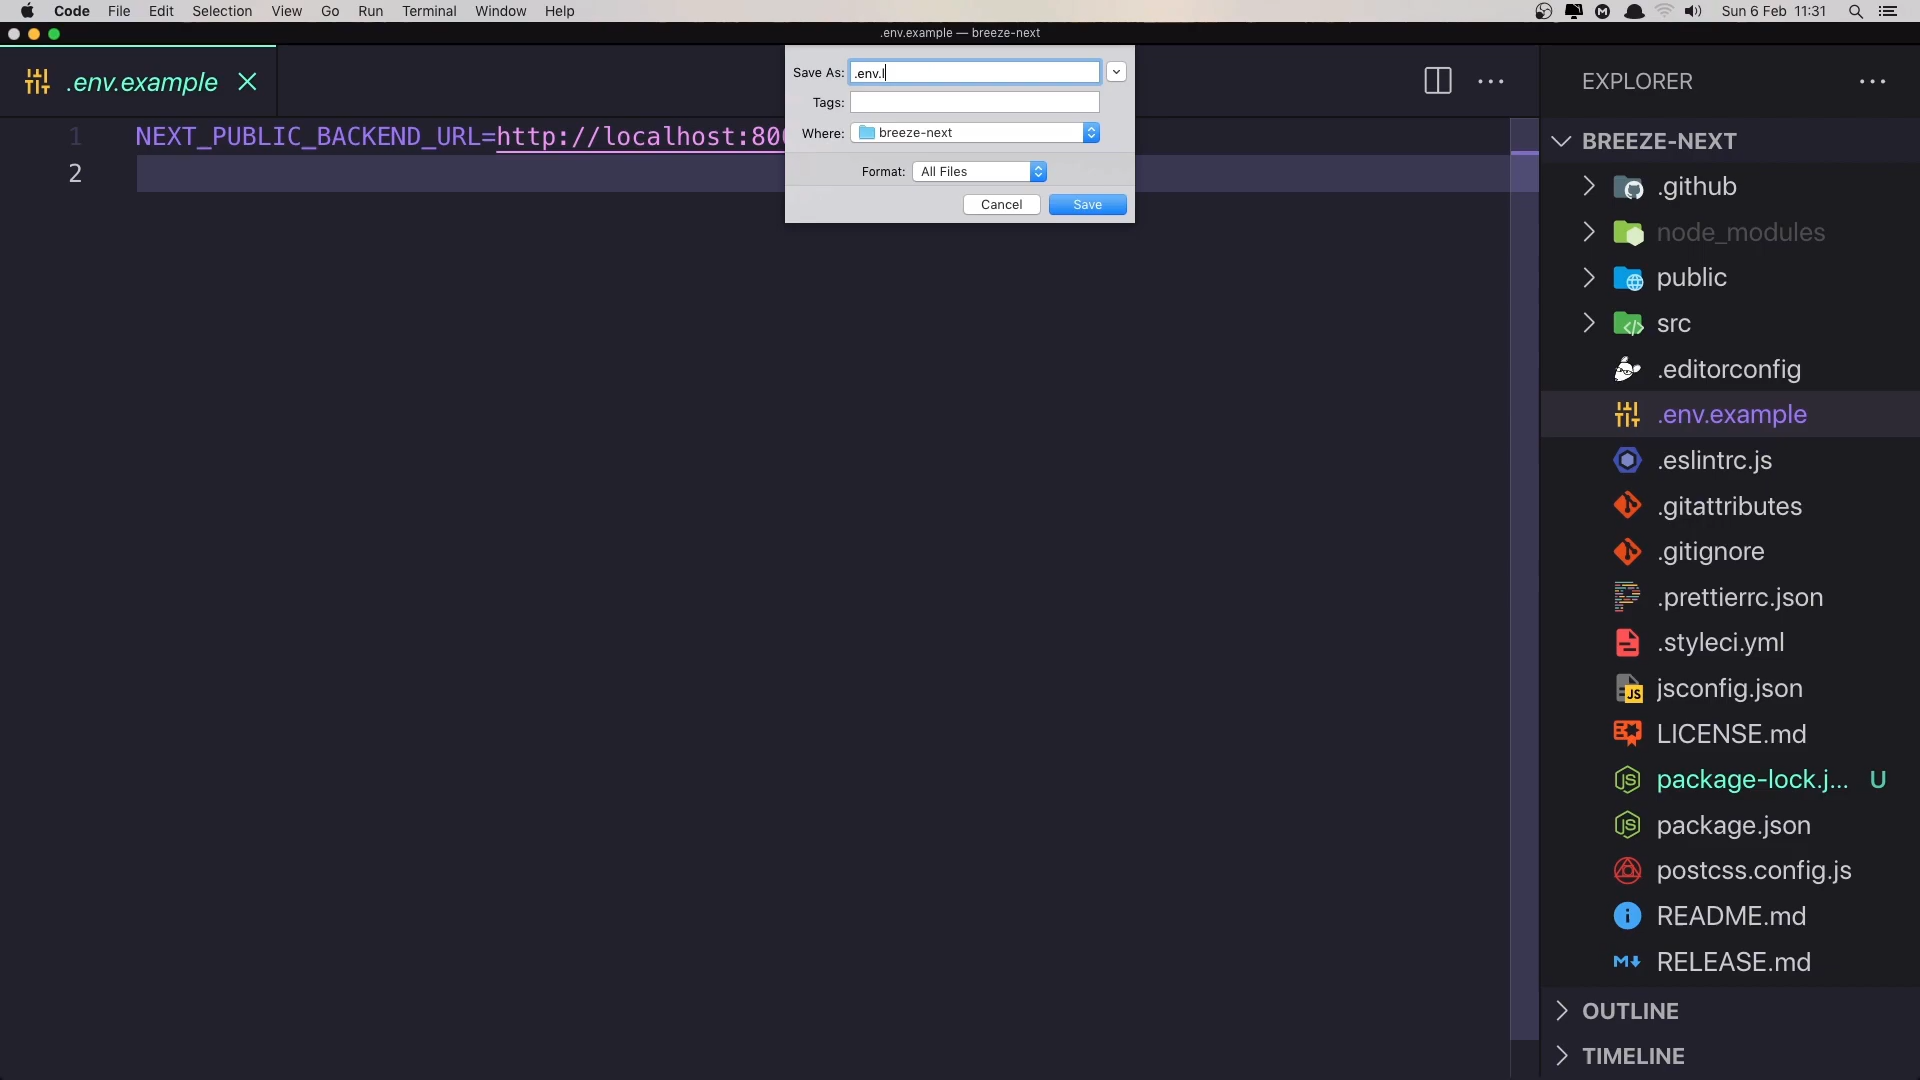 Code File Edit Selection View Go Run Terminal Window Help
Sun 6 Feb 11:31
.env.example — breeze-next
.env.example
Save As: .env.l
Tags:
Where: breeze-next
Format: All Files
Cancel Save
1 NEXT_PUBLIC_BACKEND_URL=http://localhost:80
2
EXPLORER
BREEZE-NEXT
.github
node_modules
public
src
.editorconfig
.env.example
.eslintrc.js
.gitattributes
.gitignore
.prettierrc.json
.styleci.yml
jsconfig.json
LICENSE.md
package-lock.j... U
package.json
postcss.config.js
README.md
RELEASE.md
OUTLINE
TIMELINE